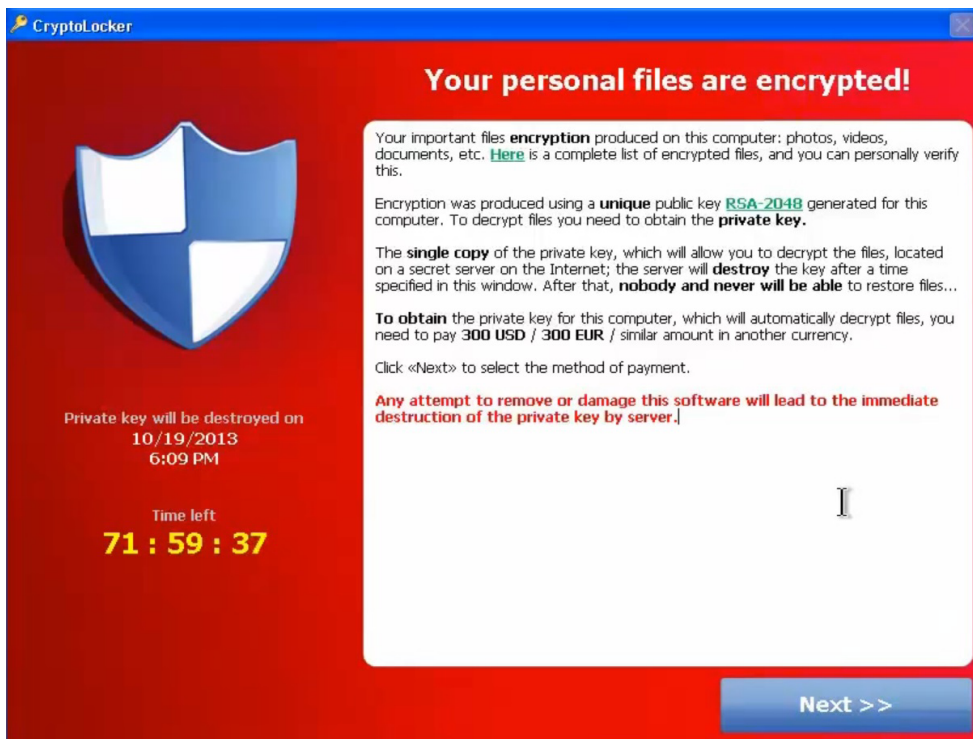 CryptoLocker
Your personal files are encrypted!
Your important files encryption produced on this computer: photos, videos,
documents, etc. Here is a complete list of encrypted files, and you can personally verify
this.
Encryption was produced using a unique public key RSA-2048 generated for this
computer. To decrypt files you need to obtain the private key.
The single copy of the private key, which will allow you to decrypt the files, located
on a secret server on the Internet; the server will destroy the key after a time
specified in this window. After that, nobody and never will be able to restore files...
To obtain the private key for this computer, which will automatically decrypt files, you
need to pay 300 USD / 300 EUR / similar amount in another currency.
Click «Next» to select the method of payment.
Any attempt to remove or damage this software will lead to the immediate
destruction of the private key by server.
Private key will be destroyed on
10/19/2013
6:09 PM
Time left
71 : 59 : 37
Next >>